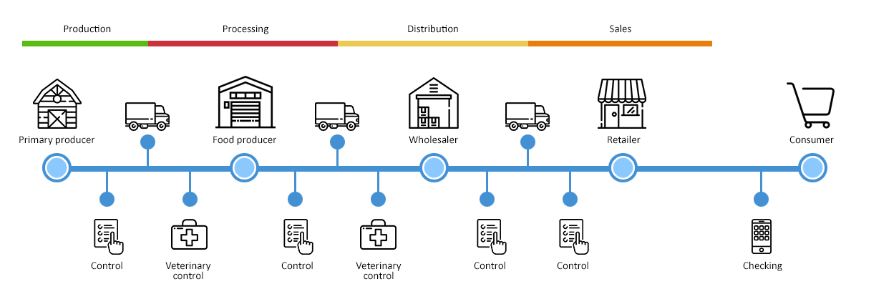 Production
Processing
Distribution
Sales
Primary producer
Food producer
Wholesaler
Retailer
Consumer
Control
Veterinary
control
Control
Veterinary
control
Control
Control
Checking